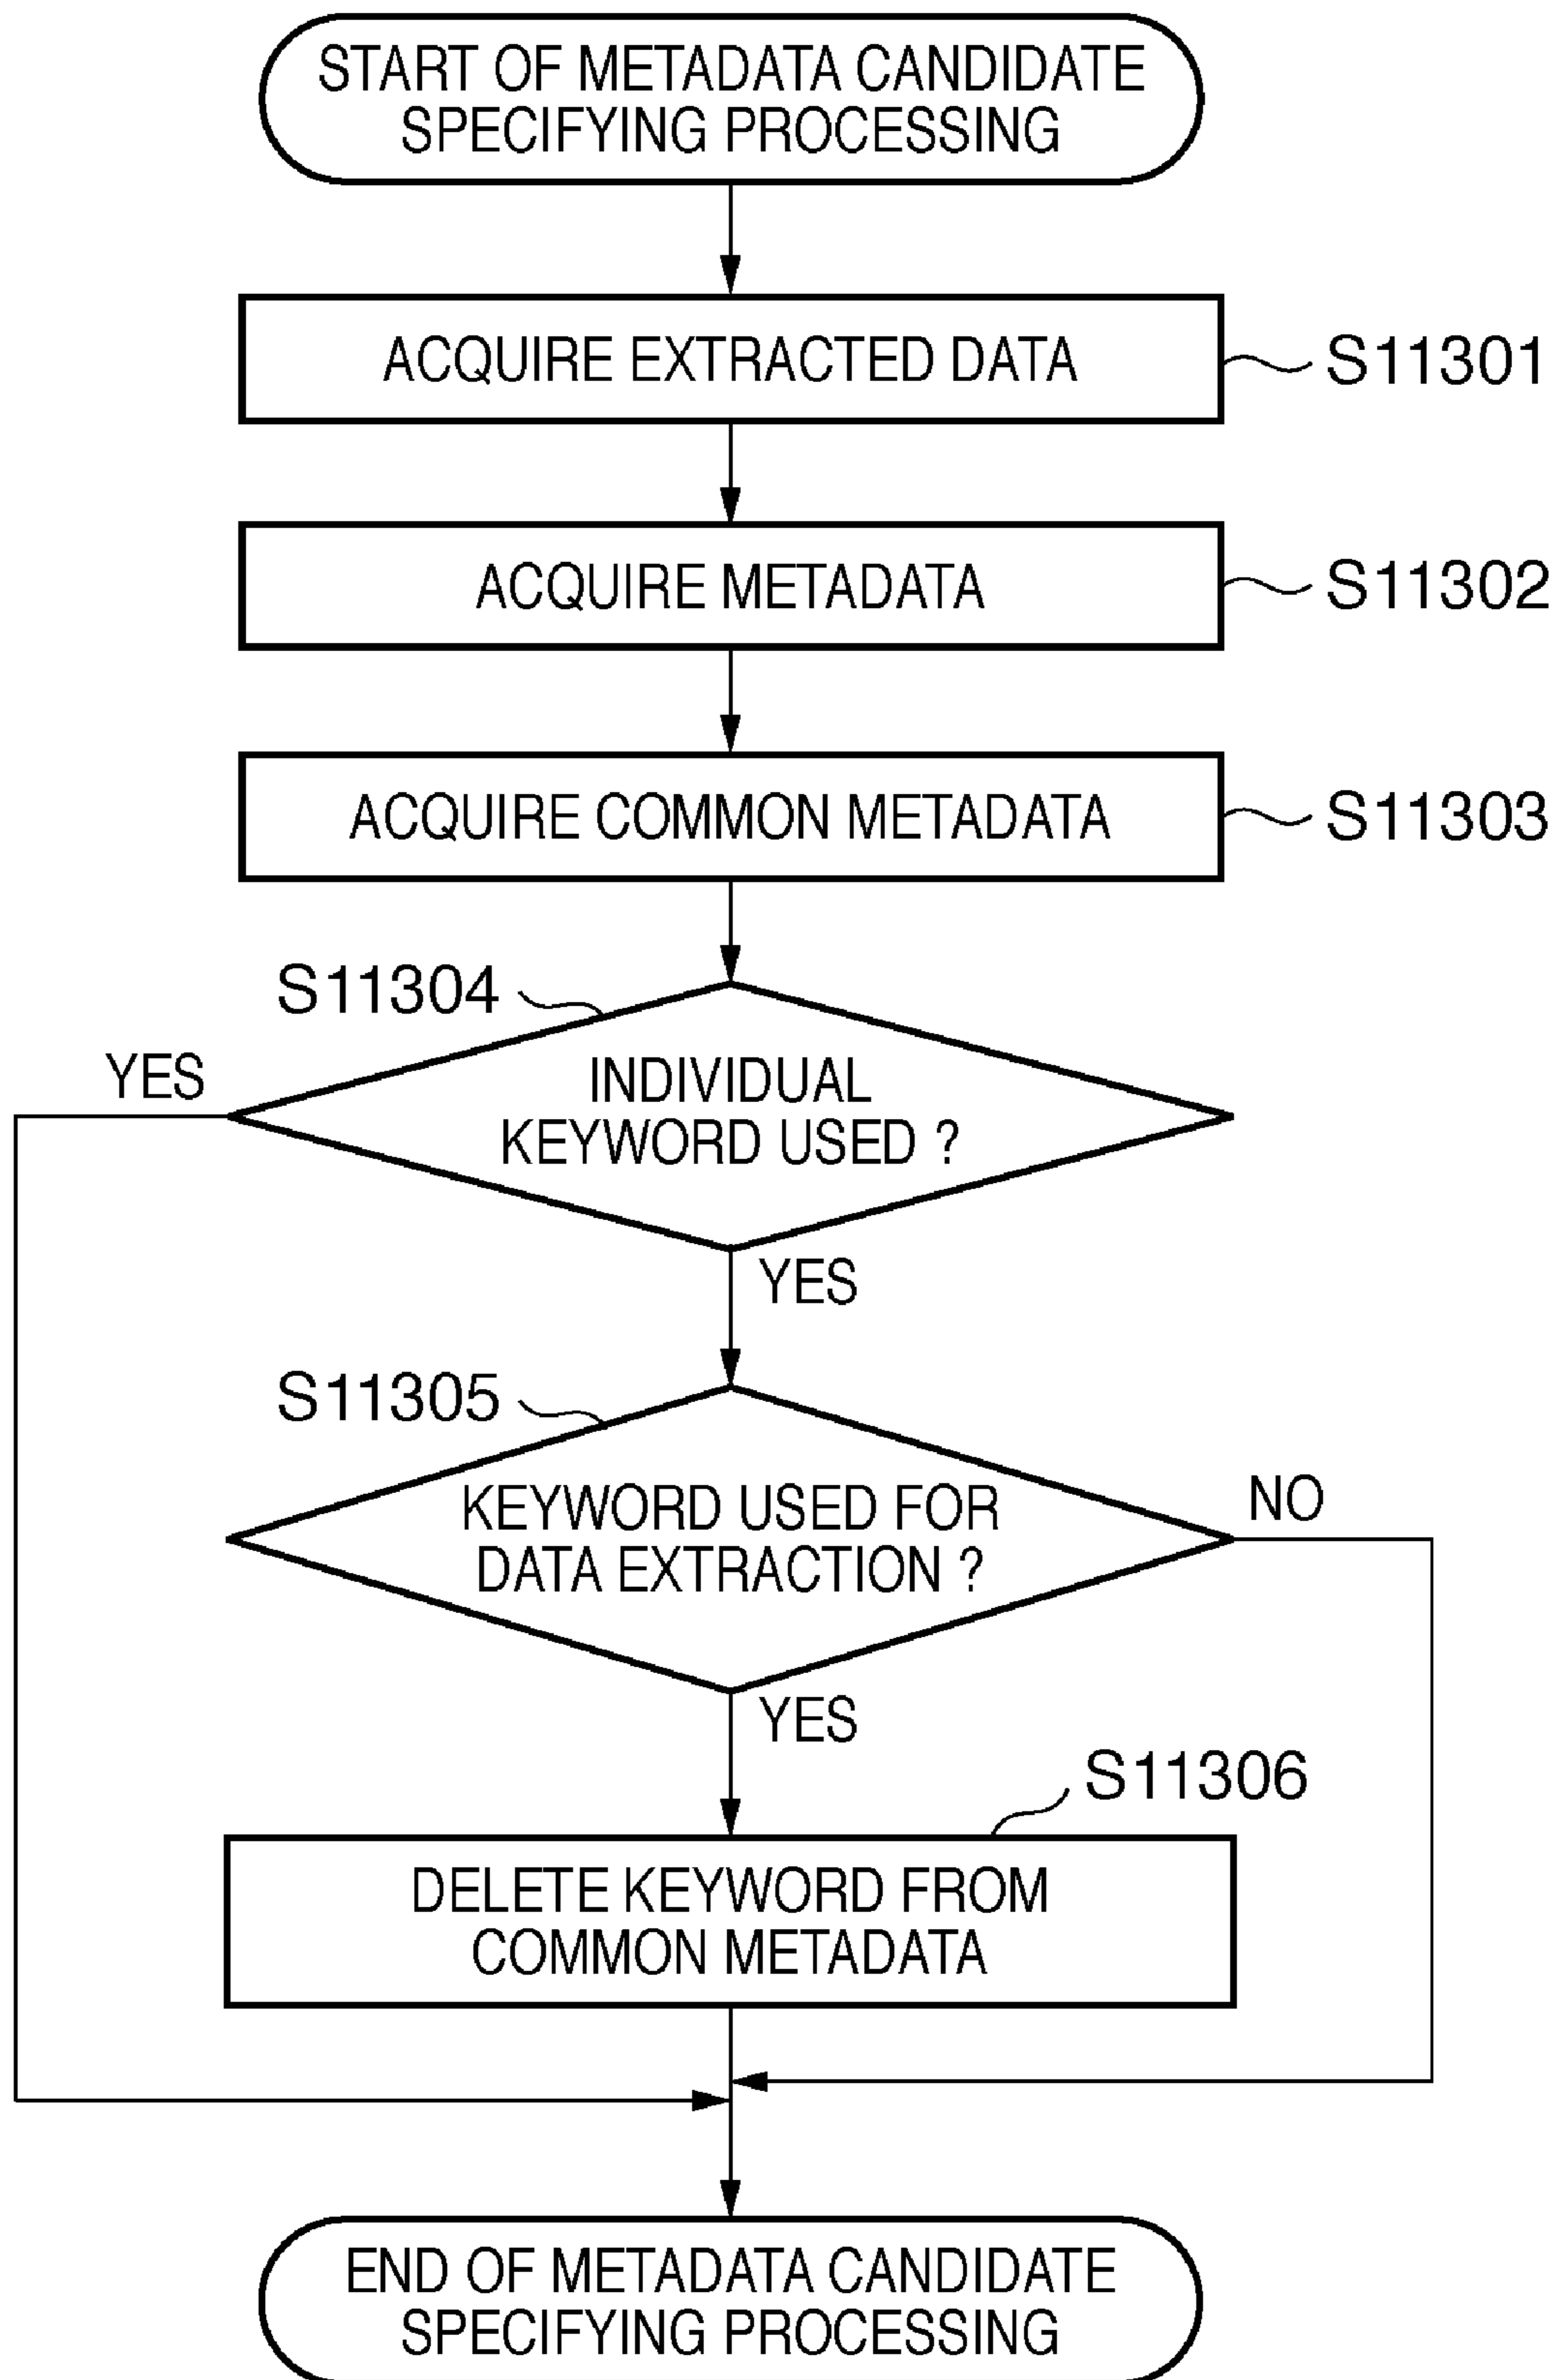 START OF METADATA CANDIDATE
SPECIFYING PROCESSING
ACQUIRE EXTRACTED DATA
S11301
ACQUIRE METADATA
S11302
ACQUIRE COMMON METADATA
S11303
S11304
YES
INDIVIDUAL
KEYWORD USED ?
YES
S11305
KEYWORD USED FOR
DATA EXTRACTION ?
NO
YES
S11306
DELETE KEYWORD FROM
COMMON METADATA
END OF METADATA CANDIDATE
SPECIFYING PROCESSING